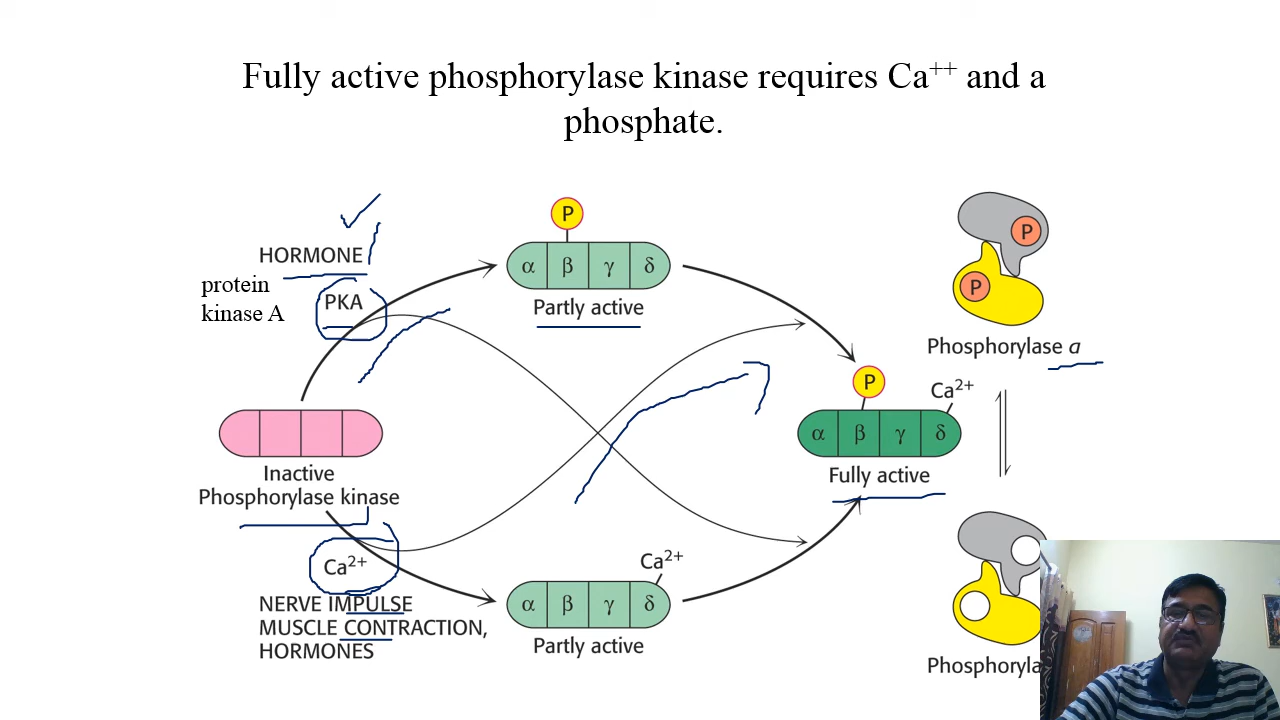 Fully active phosphorylase kinase requires Ca⁺⁺ and a
phosphate.
HORMONE
protein
kinase A
PKA
P
α β γ δ
Partly active
Inactive
Phosphorylase kinase
Ca²⁺
NERVE IMPULSE
MUSCLE CONTRACTION,
HORMONES
Ca²⁺
α β γ δ
Partly active
P
Ca²⁺
α β γ δ
Fully active
P
P
Phosphorylase a